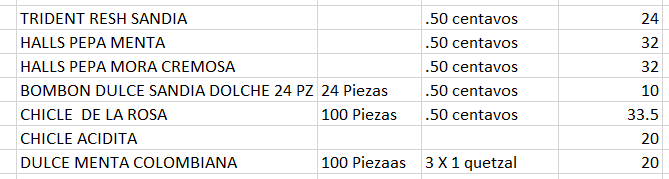 TRIDENT RESH SANDIA .50 centavos 24
HALLS PEPA MENTA .50 centavos 32
HALLS PEPA MORA CREMOSA .50 centavos 32
BOMBON DULCE SANDIA DOLCHE 24 PZ 24 Piezas .50 centavos 10
CHICLE  DE LA ROSA 100 Piezas .50 centavos 33.5
CHICLE ACIDITA 20
DULCE MENTA COLOMBIANA 100 Piezaas 3 X 1 quetzal 20